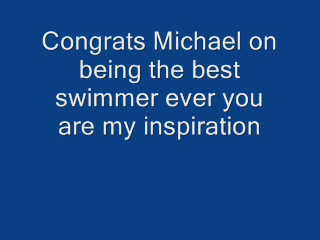 Congrats Michael on
being the best
swimmer ever you
are my inspiration